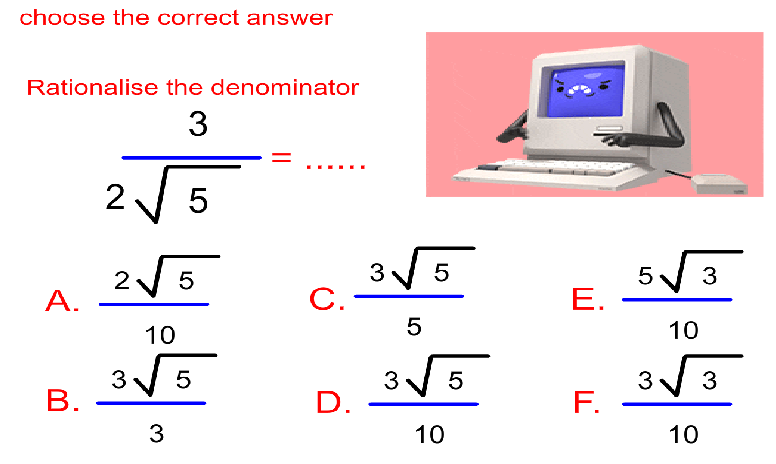 choose the correct answer
Rationalise the denominator
3
= ......
2√5
A. 2√5
10
C. 3√5
5
E. 5√3
10
B. 3√5
3
D. 3√5
10
F. 3√3
10